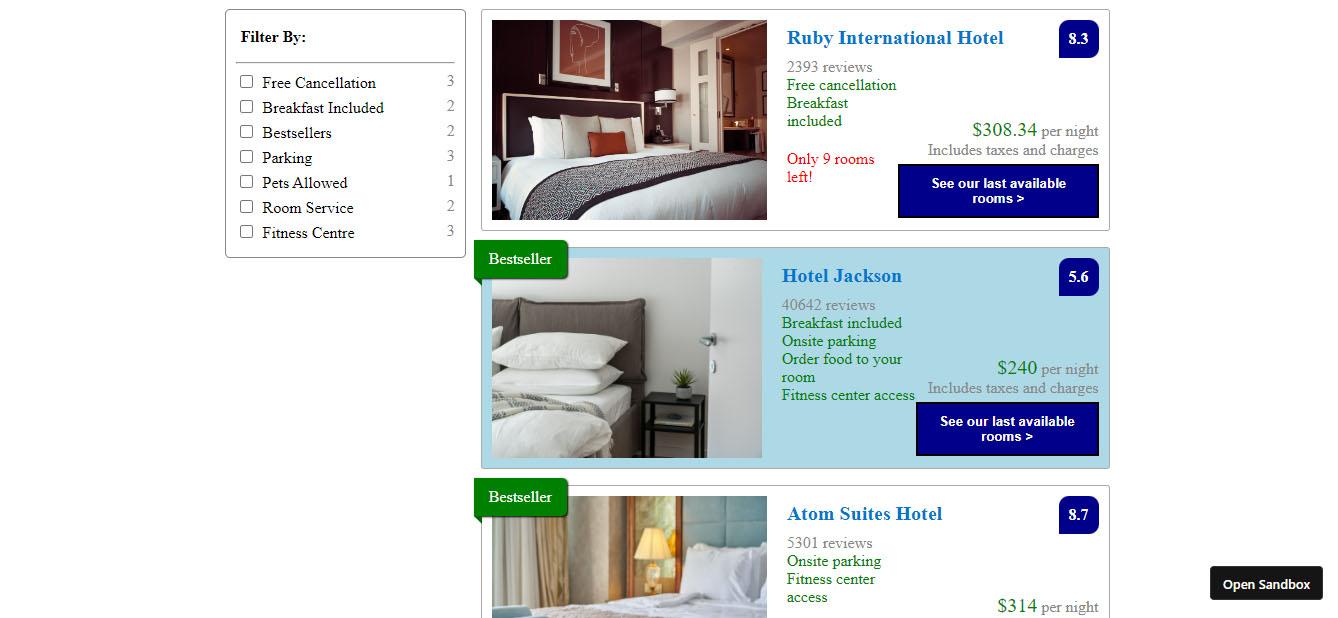 Filter By:
Free Cancellation 3
Breakfast Included 2
Bestsellers 2
Parking 3
Pets Allowed 1
Room Service 2
Fitness Centre 3
Ruby International Hotel
8.3
2393 reviews
Free cancellation
Breakfast
included
Only 9 rooms
left!
$308.34 per night
Includes taxes and charges
See our last available
rooms >
Bestseller
Hotel Jackson
5.6
40642 reviews
Breakfast included
Onsite parking
Order food to your
room
Fitness center access
$240 per night
Includes taxes and charges
See our last available
rooms >
Bestseller
Atom Suites Hotel
8.7
5301 reviews
Onsite parking
Fitness center
access
$314 per night
Open Sandbox